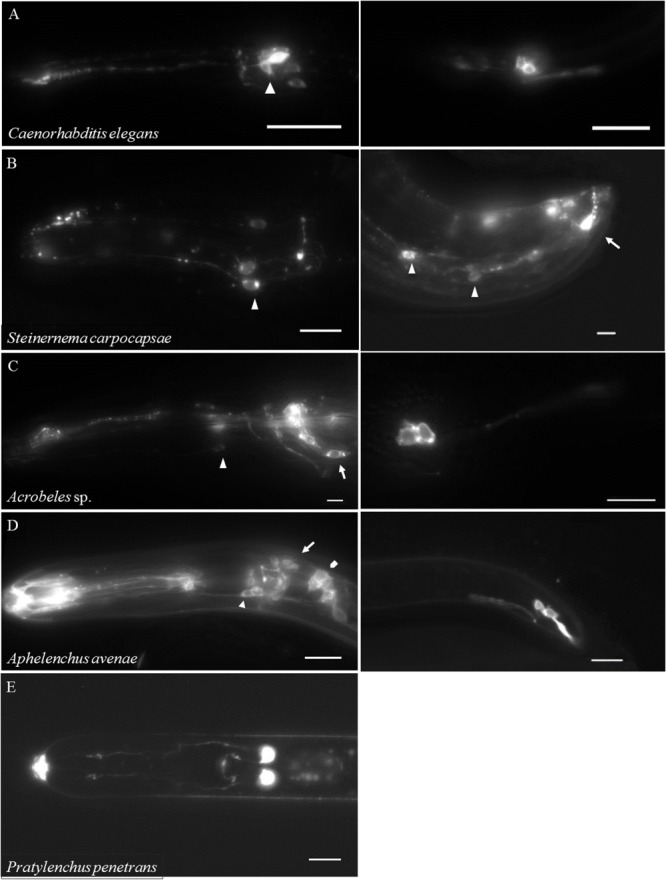 A
Caenorhabditis elegans
B
Steinernema carpocapsae
C
Acrobeles sp.
D
Aphelenchus avenae
E
Pratylenchus penetrans